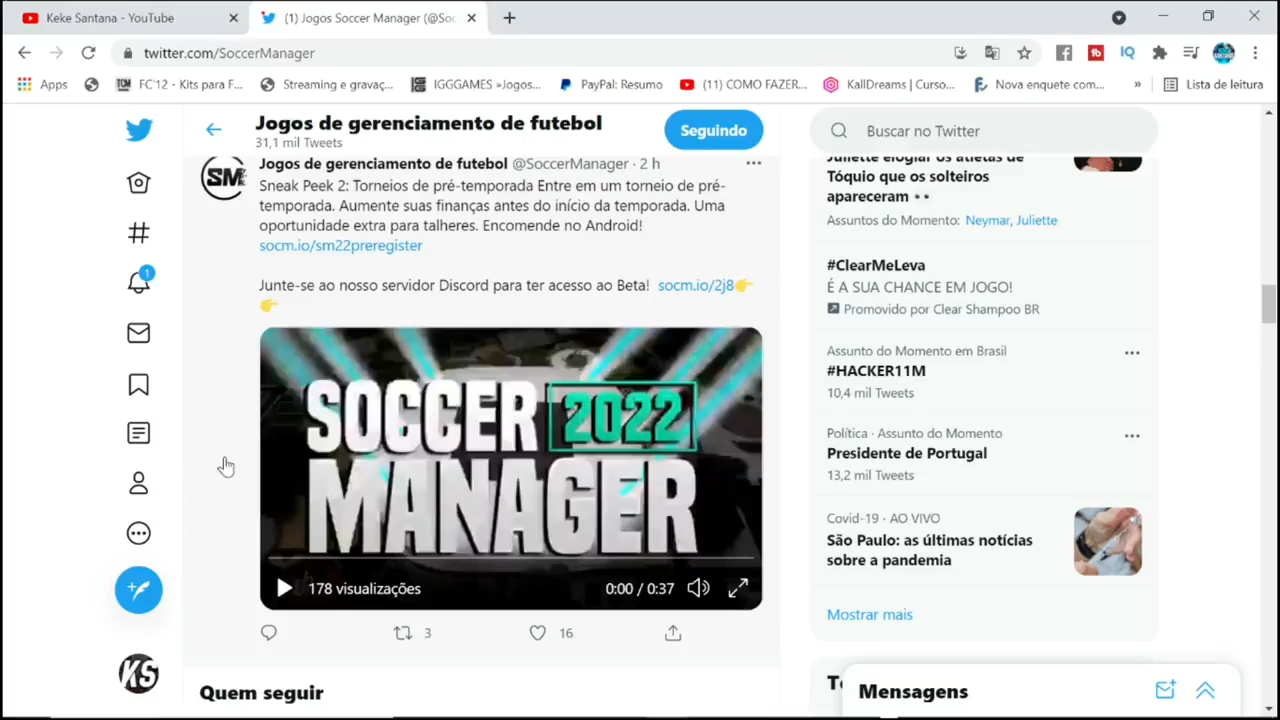 Keke Santana - YouTube
(1) Jogos Soccer Manager (@Soc
twitter.com/SoccerManager
Apps
FC'12 - Kits para F...
Streaming e gravaç...
IGGGAMES »Jogos...
PayPal: Resumo
(11) COMO FAZER...
KallDreams | Curso...
Nova enquete com...
»
Lista de leitura
Jogos de gerenciamento de futebol
31,1 mil Tweets
Seguindo
Buscar no Twitter
SM
Jogos de gerenciamento de futebol @SoccerManager · 2 h
Sneak Peek 2: Torneios de pré-temporada Entre em um torneio de pré-
temporada. Aumente suas finanças antes do início da temporada. Uma
oportunidade extra para talheres. Encomende no Android!
socm.io/sm22preregister
Junte-se ao nosso servidor Discord para ter acesso ao Beta! socm.io/2j8
SOCCER 2022
MANAGER
178 visualizações
0:00 / 0:37
3
16
Quem seguir
Juliette elogiar os atletas de
Tóquio que os solteiros
apareceram
Assuntos do Momento: Neymar, Juliette
#ClearMeLeva
É A SUA CHANCE EM JOGO!
Promovido por Clear Shampoo BR
Assunto do Momento em Brasil
#HACKER11M
10,4 mil Tweets
Política · Assunto do Momento
Presidente de Portugal
13,2 mil Tweets
Covid-19 · AO VIVO
São Paulo: as últimas notícias
sobre a pandemia
Mostrar mais
Mensagens
1
KS
IQ
tb